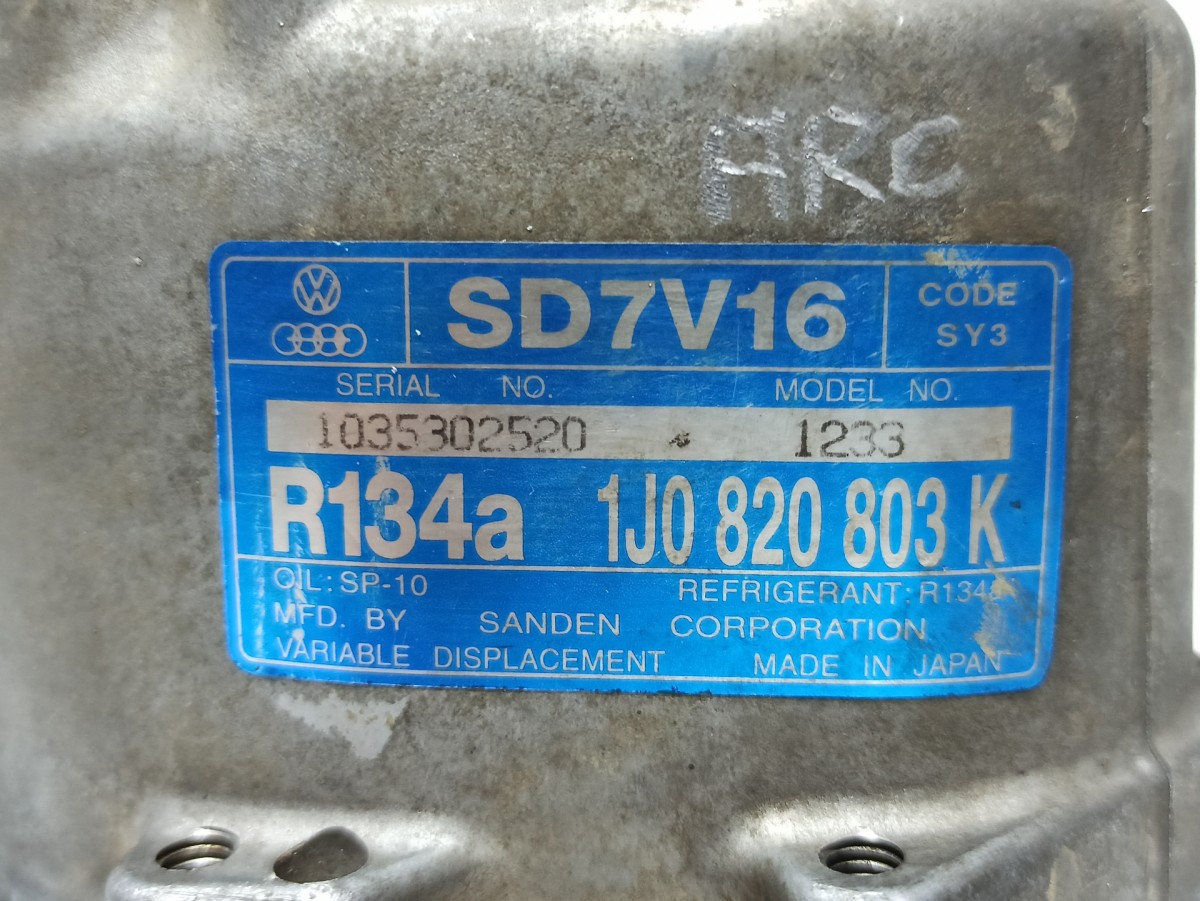 ARC
SD7V16
CODE
SY3
SERIAL NO. MODEL NO.
1035302520 1233
R134a 1J0 820 803 K
OIL: SP-10 REFRIGERANT: R134a
MFD. BY SANDEN CORPORATION
VARIABLE DISPLACEMENT MADE IN JAPAN